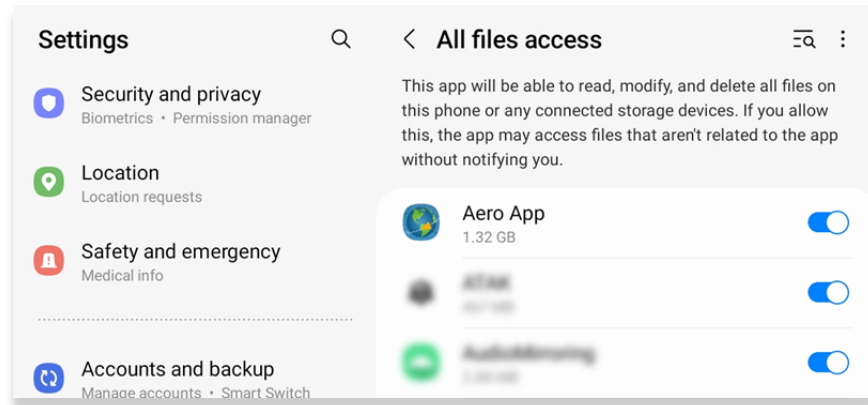 Settings
Security and privacy
Biometrics • Permission manager
Location
Location requests
Safety and emergency
Medical info
Accounts and backup
Manage accounts • Smart Switch
All files access
This app will be able to read, modify, and delete all files on
this phone or any connected storage devices. If you allow
this, the app may access files that aren't related to the app
without notifying you.
Aero App
1.32 GB